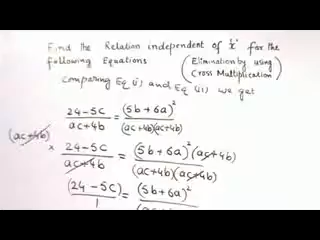 Find the Relation independent of 'x' for the
following Equations (Elimination by using
Cross Multiplication)
Comparing Eq (i) and Eq (ii) we get
24-5c/ac+4b = (5b+6a)²/(ac+4b)(ac+4b)
(ac+4b) × 24-5c/ac+4b = (5b+6a)²(ac+4b)/(ac+4b)(ac+4b)
(24-5c)/1 = (5b+6a)²